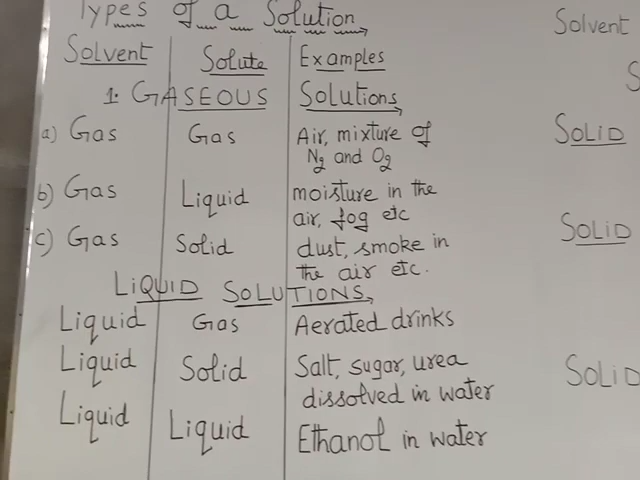 Types of a Solution
Solvent Solute Examples
1. GASEOUS Solutions
a) Gas Gas Air, mixture of
N2 and O2
b) Gas Liquid moisture in the
air, fog etc
c) Gas Solid dust, smoke in
the air etc.
LIQUID SOLUTIONS
Liquid Gas Aerated drinks
Liquid Solid Salt, sugar, urea
dissolved in water
Liquid Liquid Ethanol in water
Solvent
S
SOLID
SOLID
SOLID